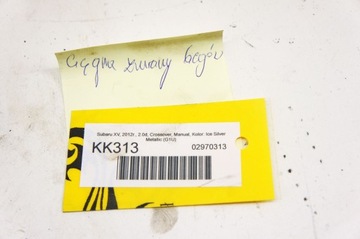 Cięgna zmiany biegów
Subaru XV, 2012r., 2.0d, Crossover, Manual, Kolor: Ice Silver
Metallic (G1U)
KK313
02970313